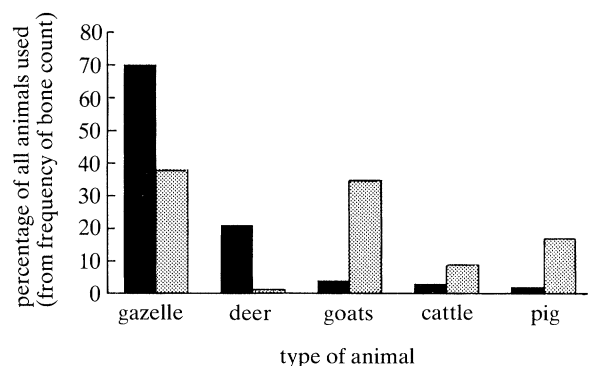 percentage of all animals used
(from frequency of bone count)
80
70
60
50
40
30
20
10
0
gazelle deer goats cattle pig
type of animal